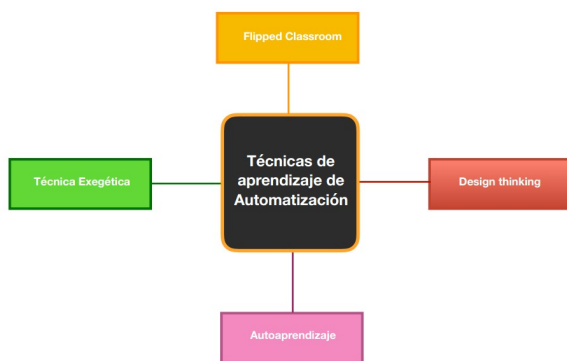 Flipped Classroom
Técnicas de
aprendizaje de
Automatización
Técnica Exegética
Design thinking
Autoaprendizaje